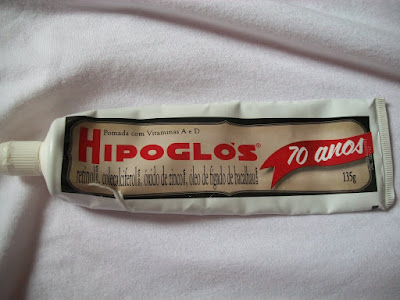 Pomada com Vitaminas A e D
HIPOGLÓS®
70 anos
retinol, colecalciferol, óxido de zinco, óleo de fígado de bacalhau
135g